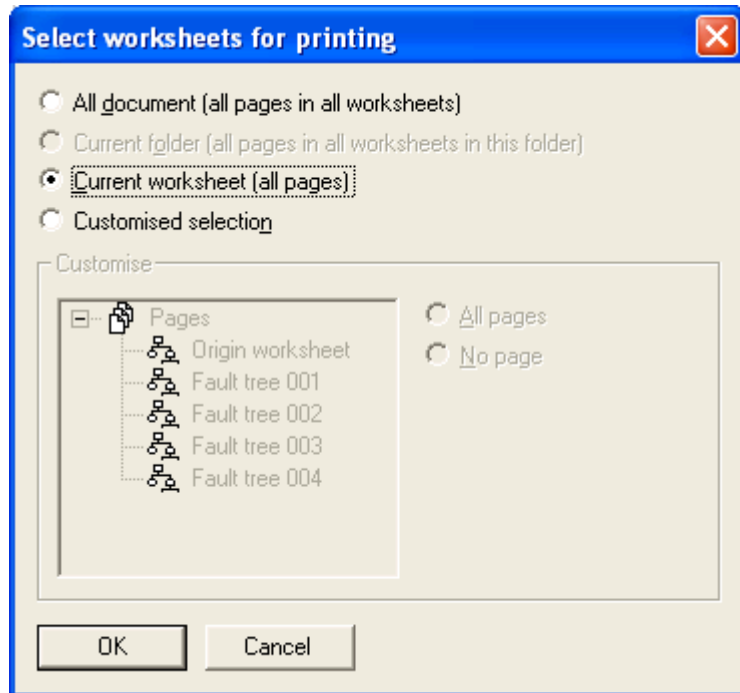 Select worksheets for printing
All document (all pages in all worksheets)
Current folder (all pages in all worksheets in this folder)
Current worksheet (all pages)
Customised selection
Customise
Pages
Origin worksheet
Fault tree 001
Fault tree 002
Fault tree 003
Fault tree 004
All pages
No page
OK
Cancel